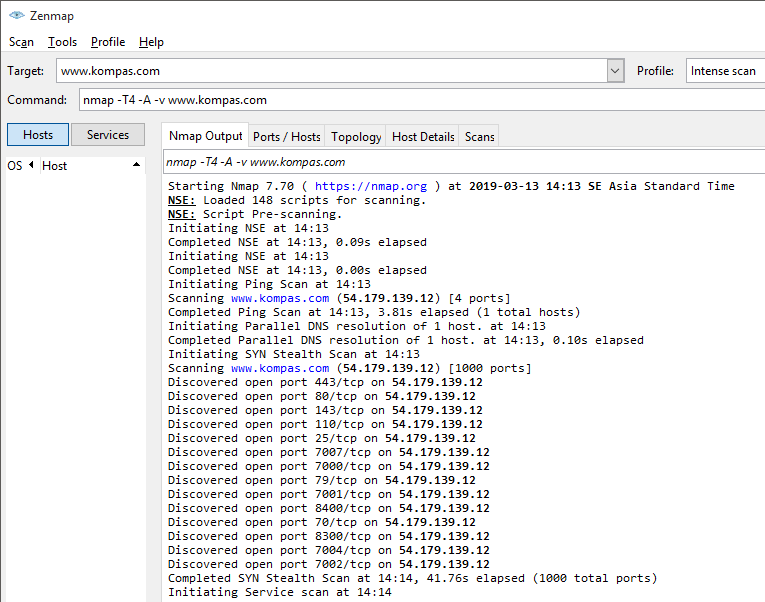 Zenmap
Scan Tools Profile Help
Target: www.kompas.com Profile: Intense scan
Command: nmap -T4 -A -v www.kompas.com
Hosts Services
Nmap Output Ports / Hosts Topology Host Details Scans
OS Host
nmap -T4 -A -v www.kompas.com
Starting Nmap 7.70 ( https://nmap.org ) at 2019-03-13 14:13 SE Asia Standard Time
NSE: Loaded 148 scripts for scanning.
NSE: Script Pre-scanning.
Initiating NSE at 14:13
Completed NSE at 14:13, 0.09s elapsed
Initiating NSE at 14:13
Completed NSE at 14:13, 0.00s elapsed
Initiating Ping Scan at 14:13
Scanning www.kompas.com (54.179.139.12) [4 ports]
Completed Ping Scan at 14:13, 3.81s elapsed (1 total hosts)
Initiating Parallel DNS resolution of 1 host. at 14:13
Completed Parallel DNS resolution of 1 host. at 14:13, 0.10s elapsed
Initiating SYN Stealth Scan at 14:13
Scanning www.kompas.com (54.179.139.12) [1000 ports]
Discovered open port 443/tcp on 54.179.139.12
Discovered open port 80/tcp on 54.179.139.12
Discovered open port 143/tcp on 54.179.139.12
Discovered open port 110/tcp on 54.179.139.12
Discovered open port 25/tcp on 54.179.139.12
Discovered open port 7007/tcp on 54.179.139.12
Discovered open port 7000/tcp on 54.179.139.12
Discovered open port 79/tcp on 54.179.139.12
Discovered open port 7001/tcp on 54.179.139.12
Discovered open port 8400/tcp on 54.179.139.12
Discovered open port 70/tcp on 54.179.139.12
Discovered open port 8300/tcp on 54.179.139.12
Discovered open port 7004/tcp on 54.179.139.12
Discovered open port 7002/tcp on 54.179.139.12
Completed SYN Stealth Scan at 14:14, 41.76s elapsed (1000 total ports)
Initiating Service scan at 14:14